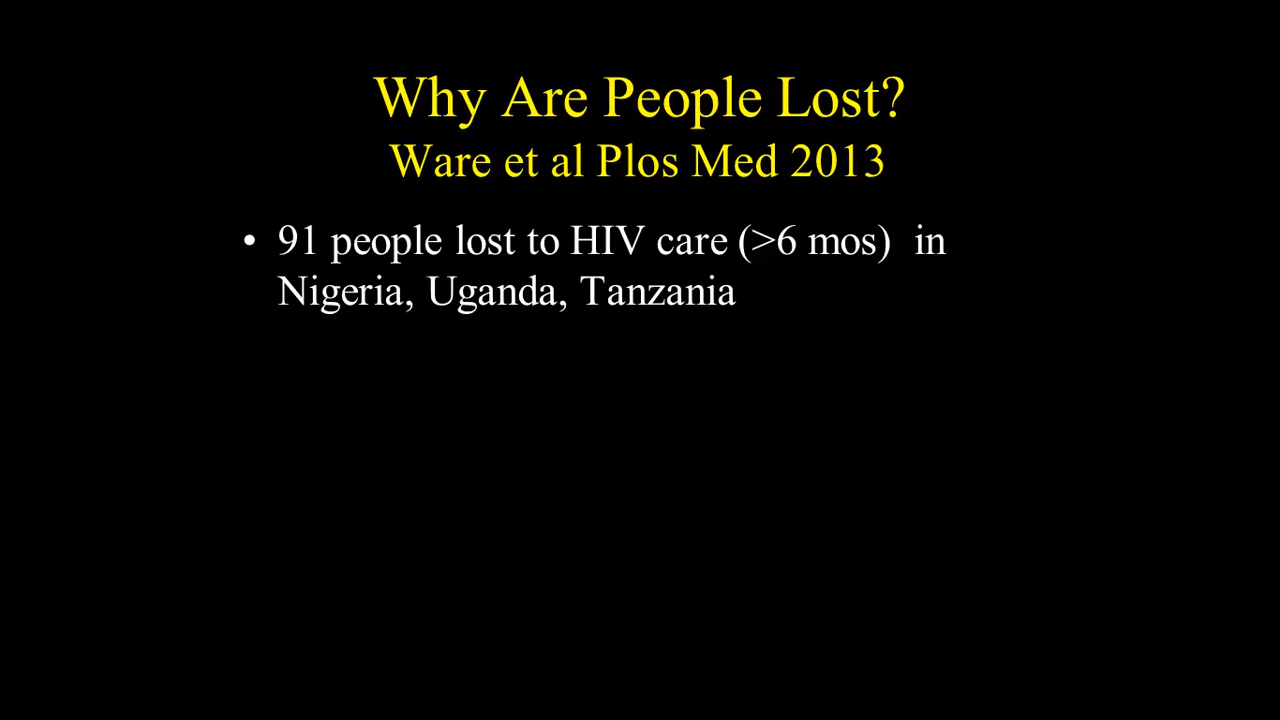 Why Are People Lost?
Ware et al Plos Med 2013
• 91 people lost to HIV care (>6 mos)  in
Nigeria, Uganda, Tanzania